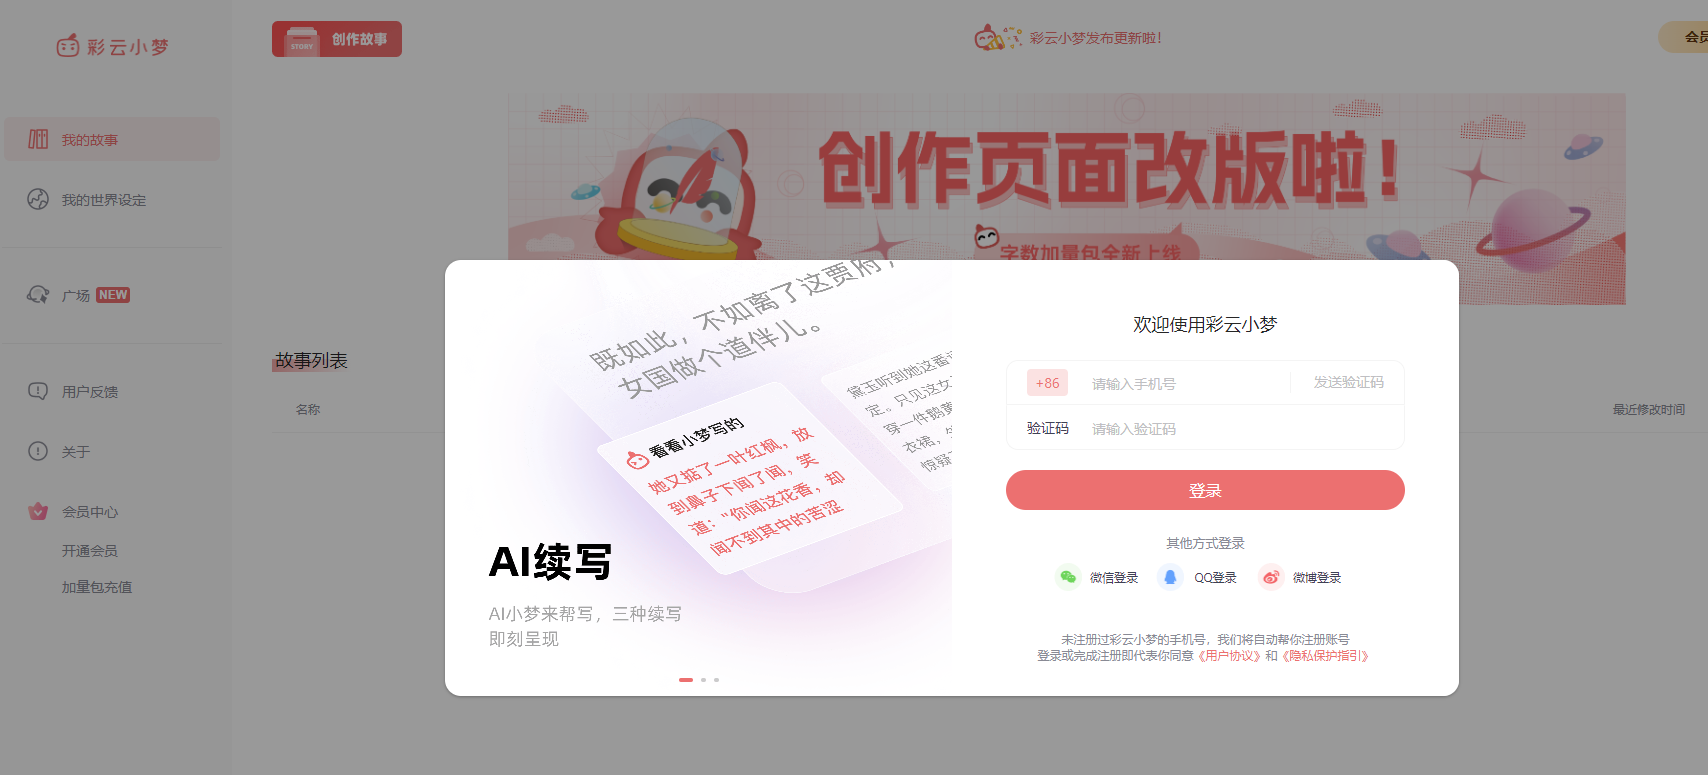 彩云小梦
STORY
创作故事
彩云小梦发布更新啦！
会员
我的故事
我的世界设定
广场 NEW
用户反馈
关于
会员中心
开通会员
加量包充值
创作页面改版啦！
字数加量包全新上线
故事列表
名称
最近修改时间
既如此，不如离了这贾府，
女国做个道伴儿。
黛玉听到她这番
定。只见这女
穿一件鹅黄
衣裙，
惊疑
看看小梦写的
她又掂了一叶红枫，放
到鼻子下闻了闻，笑
道：“你闻这花香，却
闻不到其中的苦涩
AI续写
AI小梦来帮写，三种续写
即刻呈现
欢迎使用彩云小梦
+86 请输入手机号 发送验证码
验证码 请输入验证码
登录
其他方式登录
微信登录 QQ登录 微博登录
未注册过彩云小梦的手机号，我们将自动帮你注册账号
登录或完成注册即代表你同意《用户协议》和《隐私保护指引》